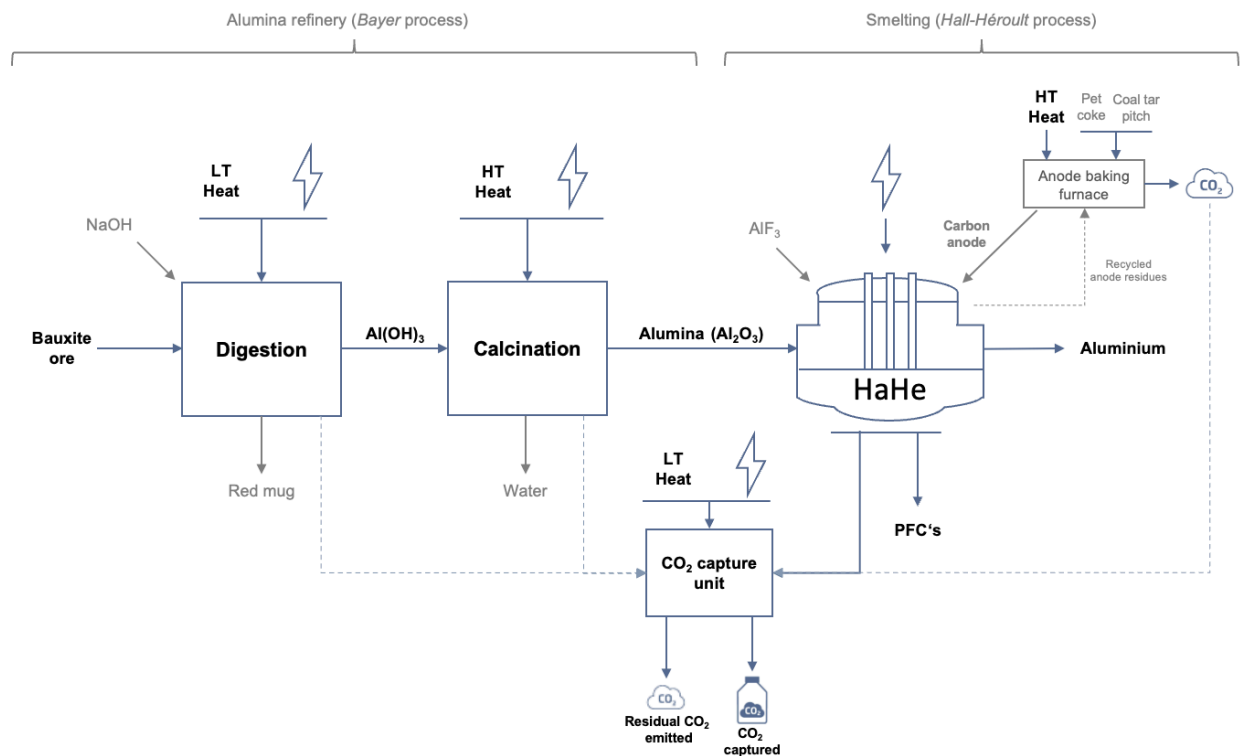 Alumina refinery (Bayer process)
Smelting (Hall-Héroult process)
HT
Heat
Pet
coke
Coal tar
pitch
LT
Heat
HT
Heat
Anode baking
furnace
CO₂
NaOH
AlF₃
Carbon
anode
Recycled
anode residues
Bauxite
ore
Digestion
Al(OH)₃
Calcination
Alumina (Al₂O₃)
HaHe
Aluminium
Red mug
Water
LT
Heat
PFC‘s
CO₂ capture
unit
CO₂
Residual CO₂
emitted
CO₂
CO₂
captured